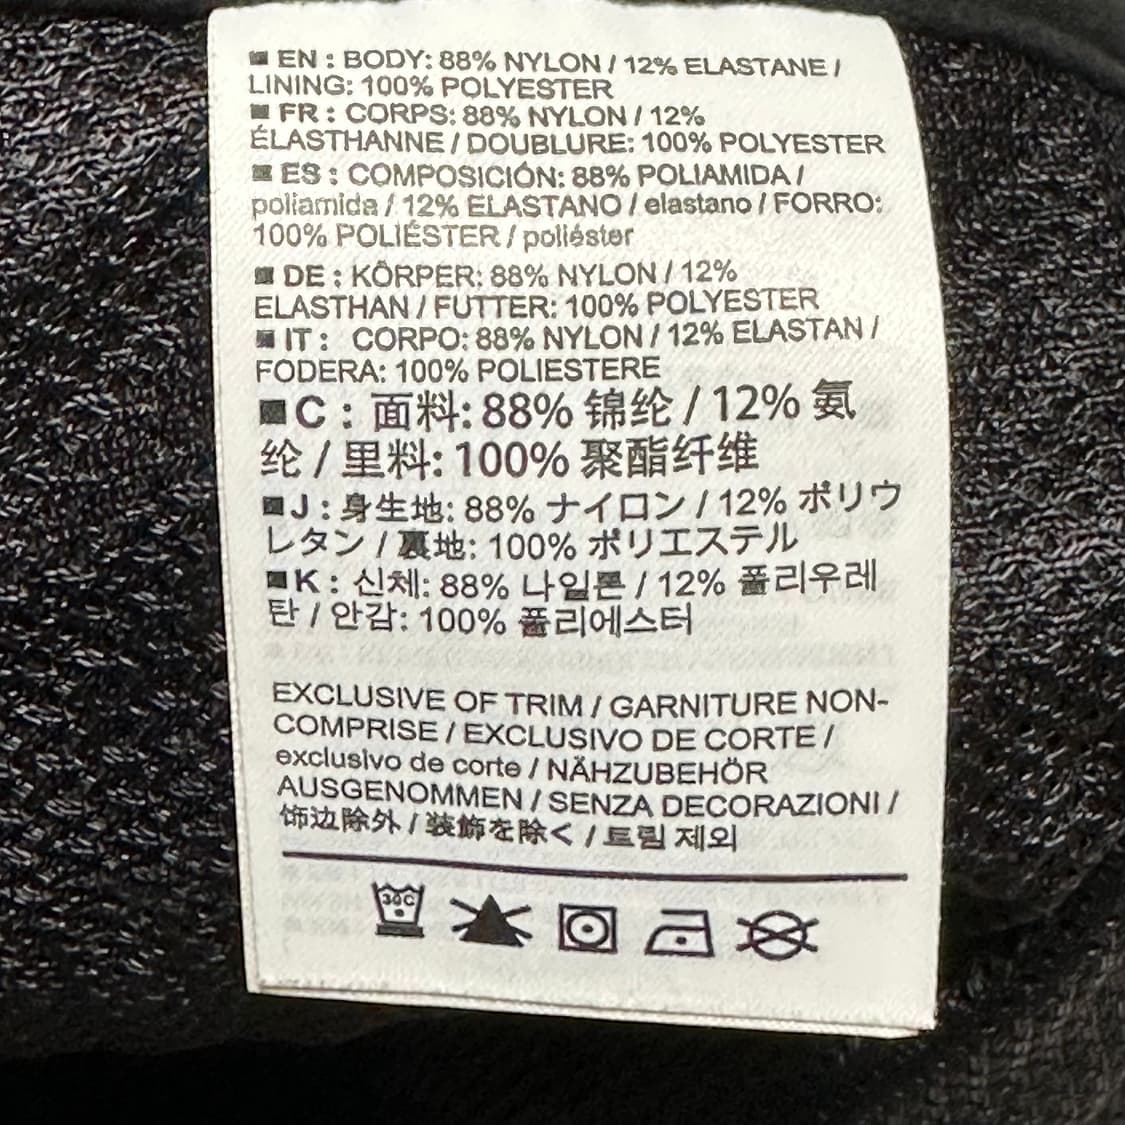 ■ EN : BODY: 88% NYLON / 12% ELASTANE /
LINING: 100% POLYESTER
■ FR : CORPS: 88% NYLON / 12%
ÉLASTHANNE / DOUBLURE: 100% POLYESTER
■ ES : COMPOSICIÓN: 88% POLIAMIDA /
poliamida / 12% ELASTANO / elastano / FORRO:
100% POLIÉSTER / poliéster
■ DE : KÖRPER: 88% NYLON / 12%
ELASTHAN / FUTTER: 100% POLYESTER
■ IT : CORPO: 88% NYLON / 12% ELASTAN /
FODERA: 100% POLIESTERE
■ C : 面料: 88% 锦纶 / 12% 氨
纶 / 里料: 100% 聚酯纤维
■ J : 身生地: 88% ナイロン / 12% ポリウ
レタン / 裏地: 100% ポリエステル
■ K : 신체: 88% 나일론 / 12% 폴리우레
탄 / 안감: 100% 폴리에스터
EXCLUSIVE OF TRIM / GARNITURE NON-
COMPRISE / EXCLUSIVO DE CORTE /
exclusivo de corte / NÄHZUBEHÖR
AUSGENOMMEN / SENZA DECORAZIONI /
饰边除外 / 装飾を除く / 트림 제외
30C